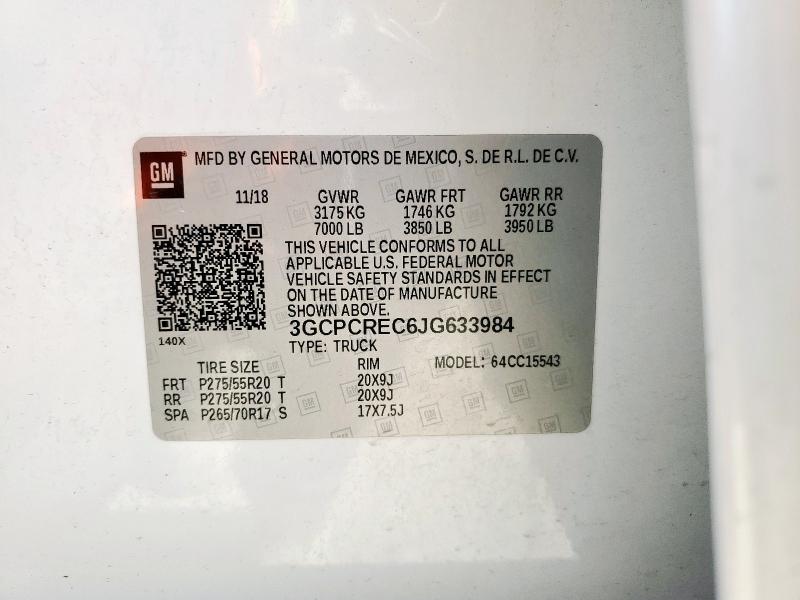 GM
MFD BY GENERAL MOTORS DE MEXICO, S. DE R.L. DE C.V.
11/18 GVWR GAWR FRT GAWR RR
3175 KG 1746 KG 1792 KG
7000 LB 3850 LB 3950 LB
THIS VEHICLE CONFORMS TO ALL
APPLICABLE U.S. FEDERAL MOTOR
VEHICLE SAFETY STANDARDS IN EFFECT
ON THE DATE OF MANUFACTURE
SHOWN ABOVE.
3GCPCREC6JG633984
140X
TYPE: TRUCK
TIRE SIZE RIM MODEL: 64CC15543
FRT P275/55R20 T 20X9J
RR P275/55R20 T 20X9J
SPA P265/70R17 S 17X7.5J